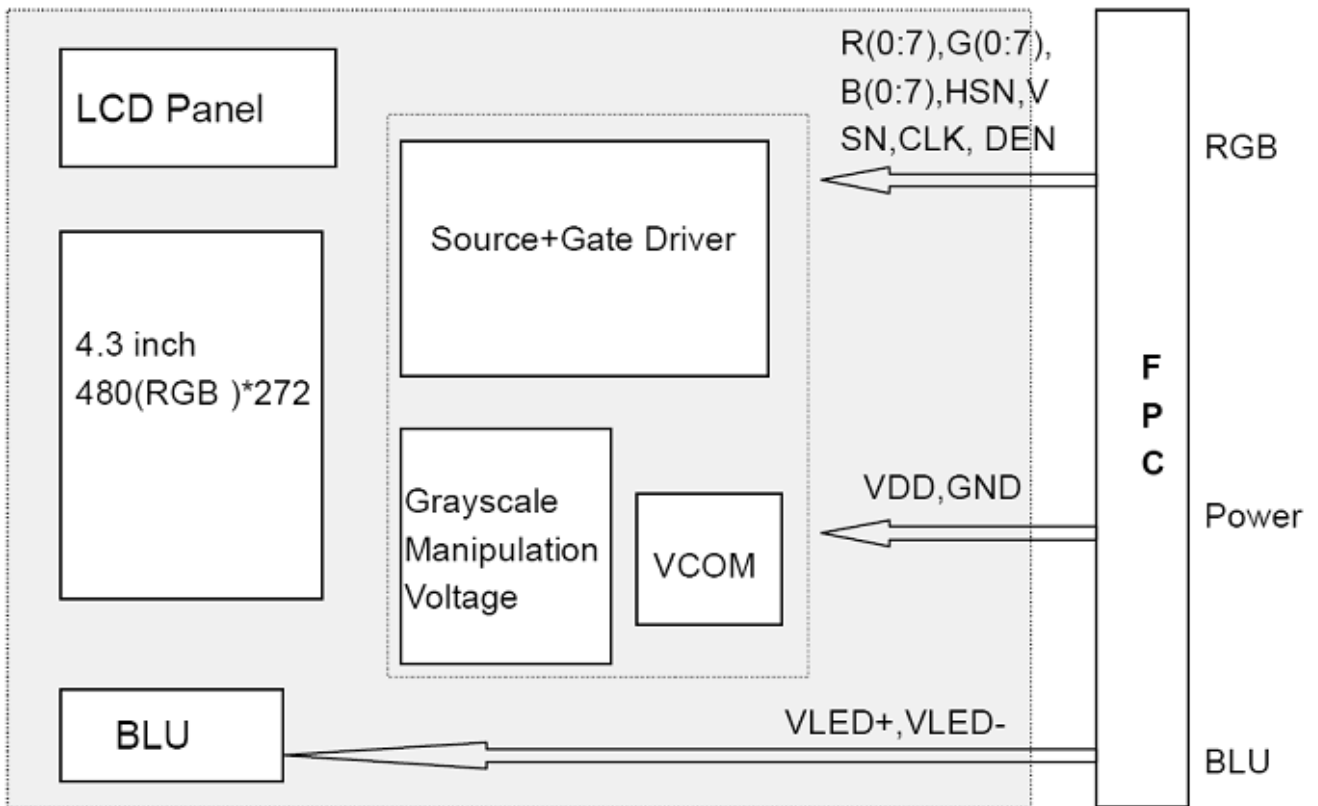 LCD Panel
4.3 inch
480(RGB )*272
BLU
Source+Gate Driver
Grayscale
Manipulation
Voltage
VCOM
R(0:7),G(0:7),
B(0:7),HSN,V
SN,CLK, DEN
VDD,GND
VLED+,VLED-
F
P
C
RGB
Power
BLU